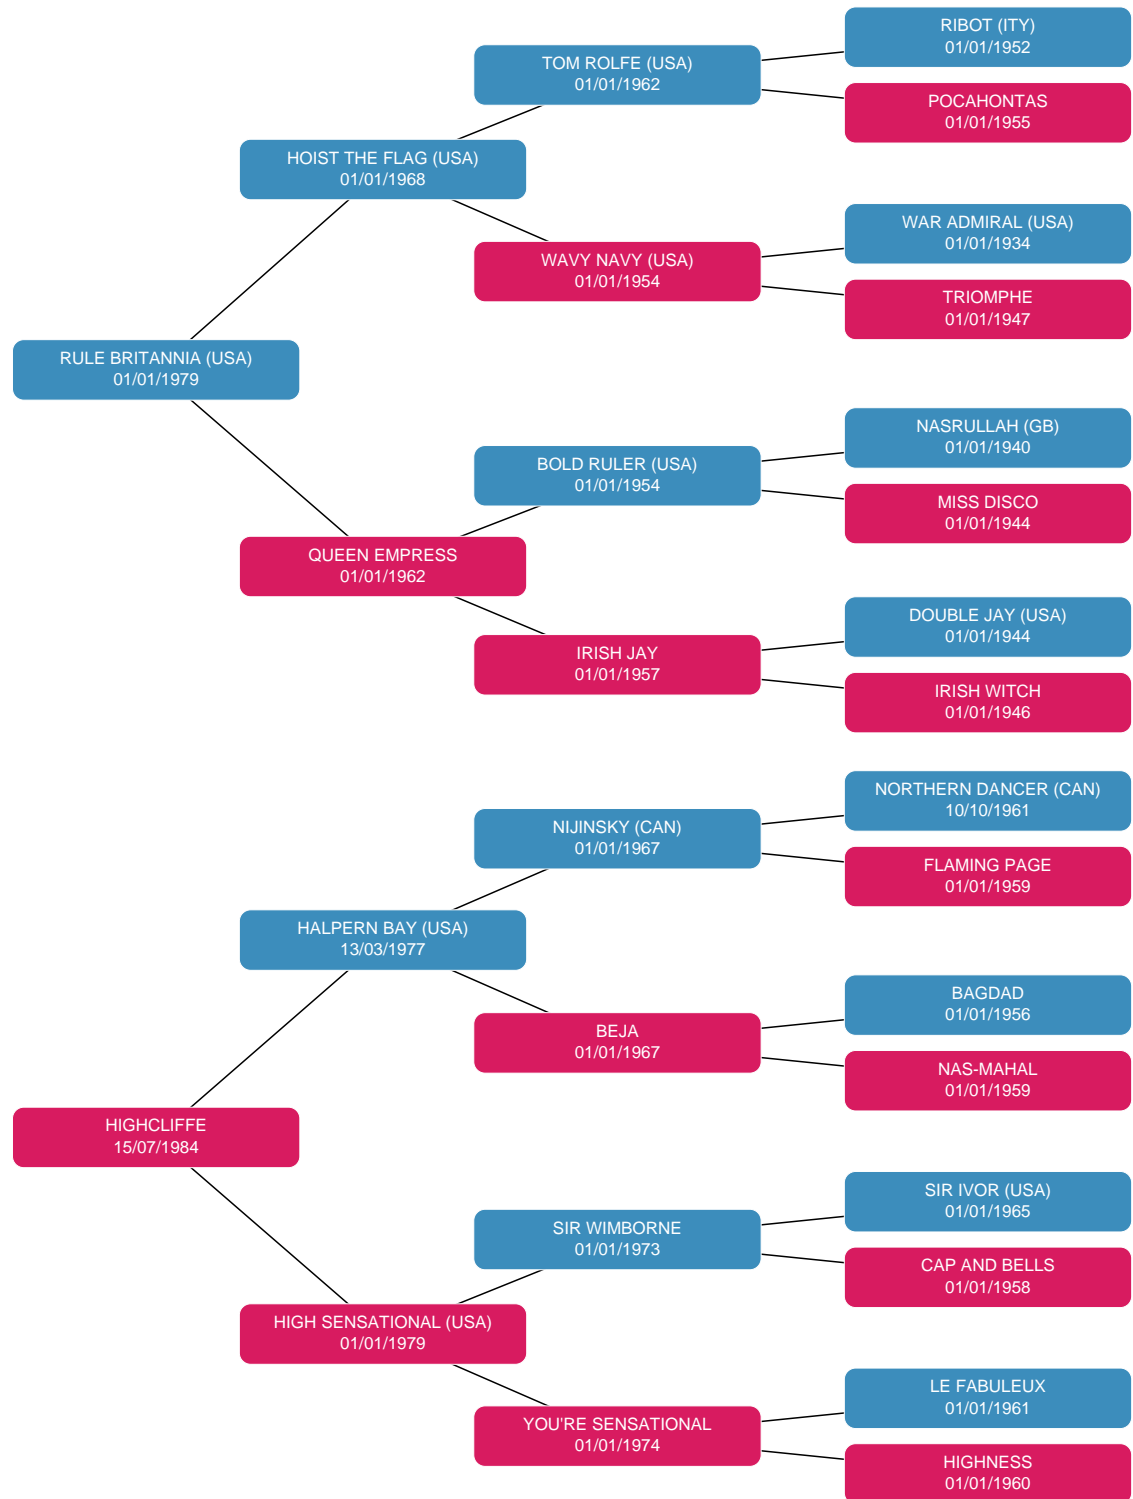 RIBOT (ITY)
01/01/1952
TOM ROLFE (USA)
01/01/1962
POCAHONTAS
01/01/1955
HOIST THE FLAG (USA)
01/01/1968
WAR ADMIRAL (USA)
01/01/1934
WAVY NAVY (USA)
01/01/1954
TRIOMPHE
01/01/1947
RULE BRITANNIA (USA)
01/01/1979
NASRULLAH (GB)
01/01/1940
BOLD RULER (USA)
01/01/1954
MISS DISCO
01/01/1944
QUEEN EMPRESS
01/01/1962
DOUBLE JAY (USA)
01/01/1944
IRISH JAY
01/01/1957
IRISH WITCH
01/01/1946
NORTHERN DANCER (CAN)
10/10/1961
NIJINSKY (CAN)
01/01/1967
FLAMING PAGE
01/01/1959
HALPERN BAY (USA)
13/03/1977
BAGDAD
01/01/1956
BEJA
01/01/1967
NAS-MAHAL
01/01/1959
HIGHCLIFFE
15/07/1984
SIR IVOR (USA)
01/01/1965
SIR WIMBORNE
01/01/1973
CAP AND BELLS
01/01/1958
HIGH SENSATIONAL (USA)
01/01/1979
LE FABULEUX
01/01/1961
YOU'RE SENSATIONAL
01/01/1974
HIGHNESS
01/01/1960